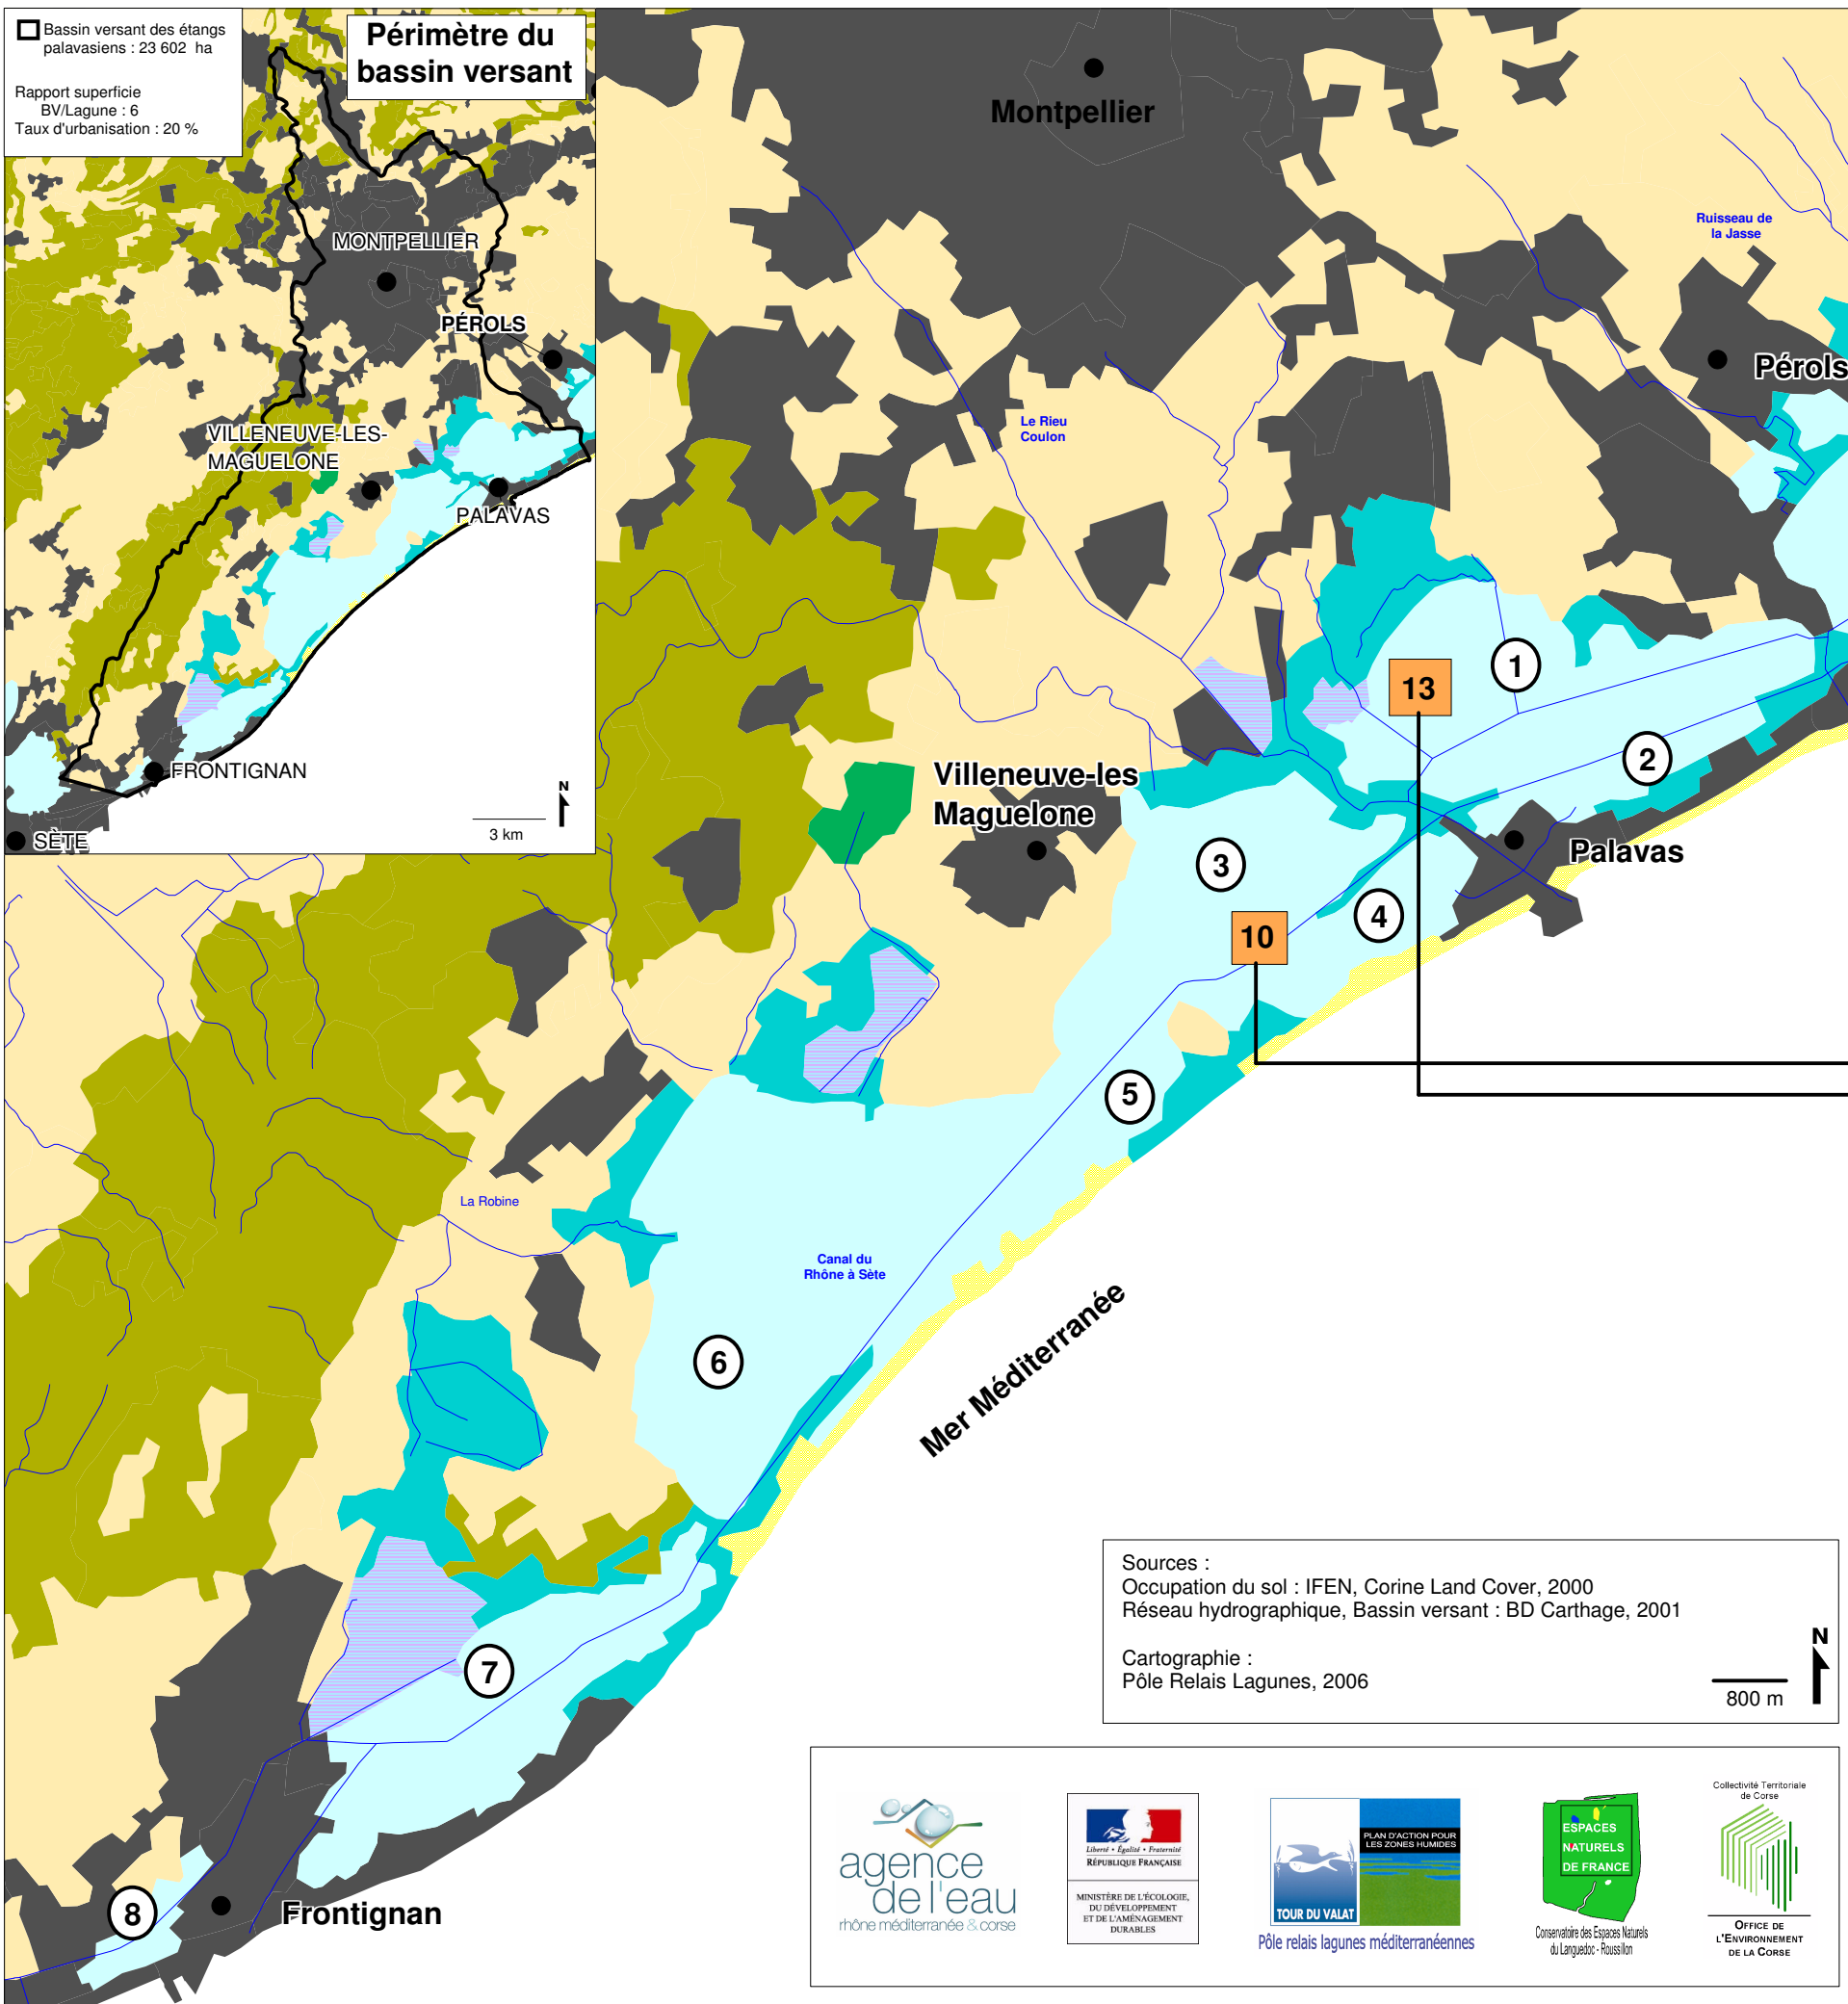 Bassin versant des étangs
palavasiens : 23 602 ha
Rapport superficie
BV/Lagune : 6
Taux d'urbanisation : 20 %
Périmètre du
bassin versant
MONTPELLIER
PÉROLS
VILLENEUVE-LES-
MAGUELONE
PALAVAS
FRONTIGNAN
SÈTE
3 km
N
Montpellier
Ruisseau de
la Jasse
Pérols
Le Rieu
Coulon
1
13
2
Villeneuve-les
Maguelone
Palavas
3
4
10
5
La Robine
Canal du
Rhône à Sète
6
Mer Méditerranée
7
8
Frontignan
Sources :
Occupation du sol : IFEN, Corine Land Cover, 2000
Réseau hydrographique, Bassin versant : BD Carthage, 2001
Cartographie :
Pôle Relais Lagunes, 2006
N
800 m
agence
de l'eau
rhône méditerranée & corse
Liberté • Égalité • Fraternité
RÉPUBLIQUE FRANÇAISE
MINISTÈRE DE L'ÉCOLOGIE,
DU DÉVELOPPEMENT
ET DE L'AMÉNAGEMENT
DURABLES
PLAN D'ACTION POUR
LES ZONES HUMIDES
TOUR DU VALAT
Pôle relais lagunes méditerranéennes
ESPACES
NATURELS
DE FRANCE
Conservatoire des Espaces Naturels
du Languedoc - Roussillon
Collectivité Territoriale
de Corse
OFFICE DE
L'ENVIRONNEMENT
DE LA CORSE